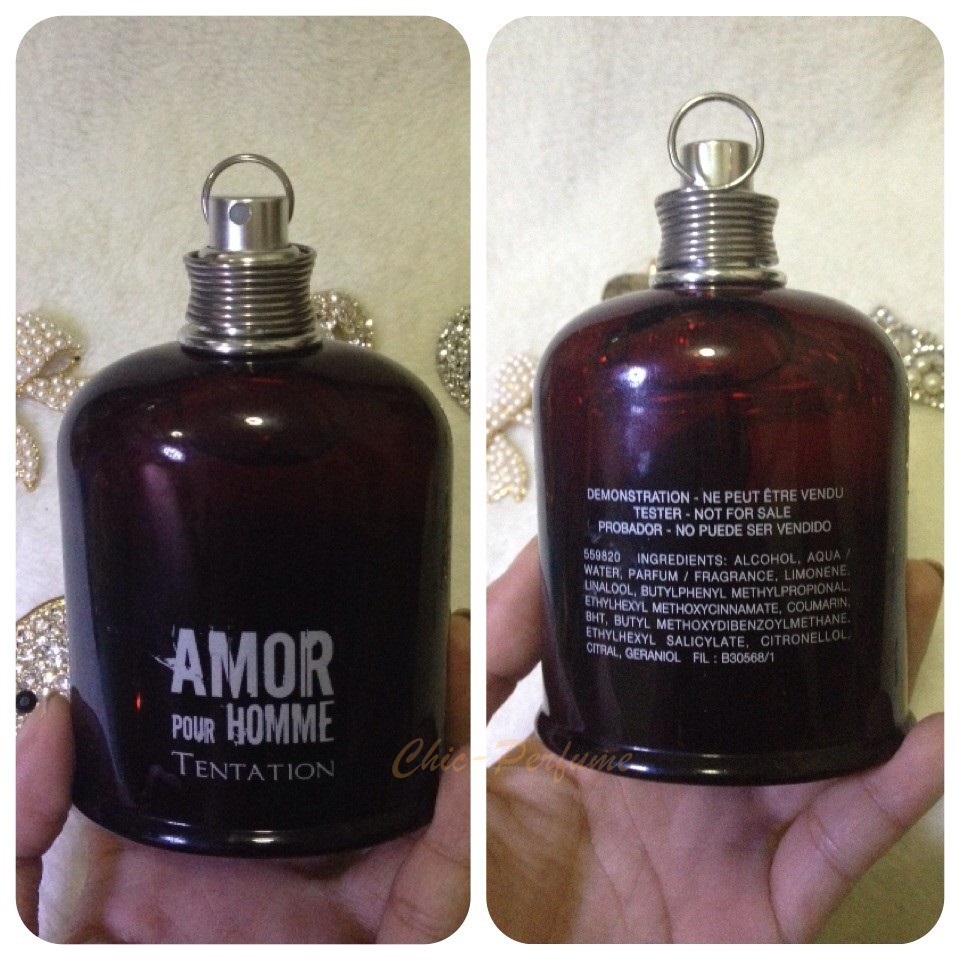 AMOR
POUR HOMME
TENTATION
Chic-Perfume
DEMONSTRATION - NE PEUT ÊTRE VENDU
TESTER - NOT FOR SALE
PROBADOR - NO PUEDE SER VENDIDO
559820 INGREDIENTS: ALCOHOL, AQUA /
WATER, PARFUM / FRAGRANCE, LIMONENE,
LINALOOL, BUTYLPHENYL METHYLPROPIONAL,
ETHYLHEXYL METHOXYCINNAMATE, COUMARIN,
BHT, BUTYL METHOXYDIBENZOYLMETHANE,
ETHYLHEXYL SALICYLATE, CITRONELLOL,
CITRAL, GERANIOL FIL : B30568/1